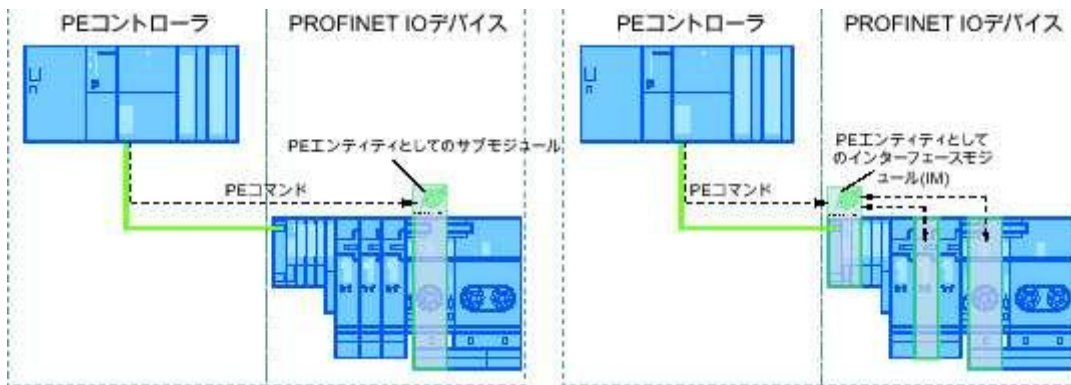 PEコントローラ
PROFINET IOデバイス
PEエンティティとしてのサブモジュール
PEコマンド
PEコントローラ
PROFINET IOデバイス
PEエンティティとして
のインターフェースモジ
ュール(IM)
PEコマンド